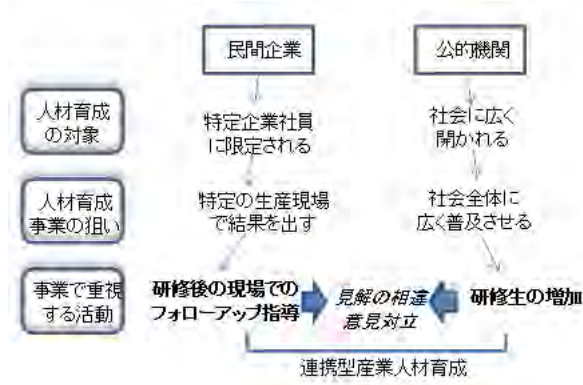 民間企業
公的機関
人材育成
の対象
特定企業社員
に限定される
社会に広く
開かれる
人材育成
事業の狙い
特定の生産現場
で結果を出す
社会全体に
広く普及させる
事業で重視
する活動
研修後の現場での
フォローアップ指導
見解の相違
意見対立
研修生の増加
連携型産業人材育成